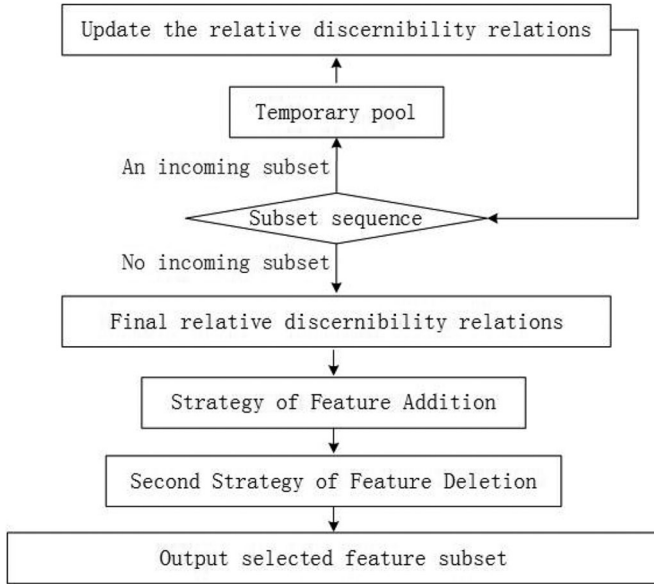 Update the relative discernibility relations
Temporary pool
An incoming subset
Subset sequence
No incoming subset
Final relative discernibility relations
Strategy of Feature Addition
Second Strategy of Feature Deletion
Output selected feature subset